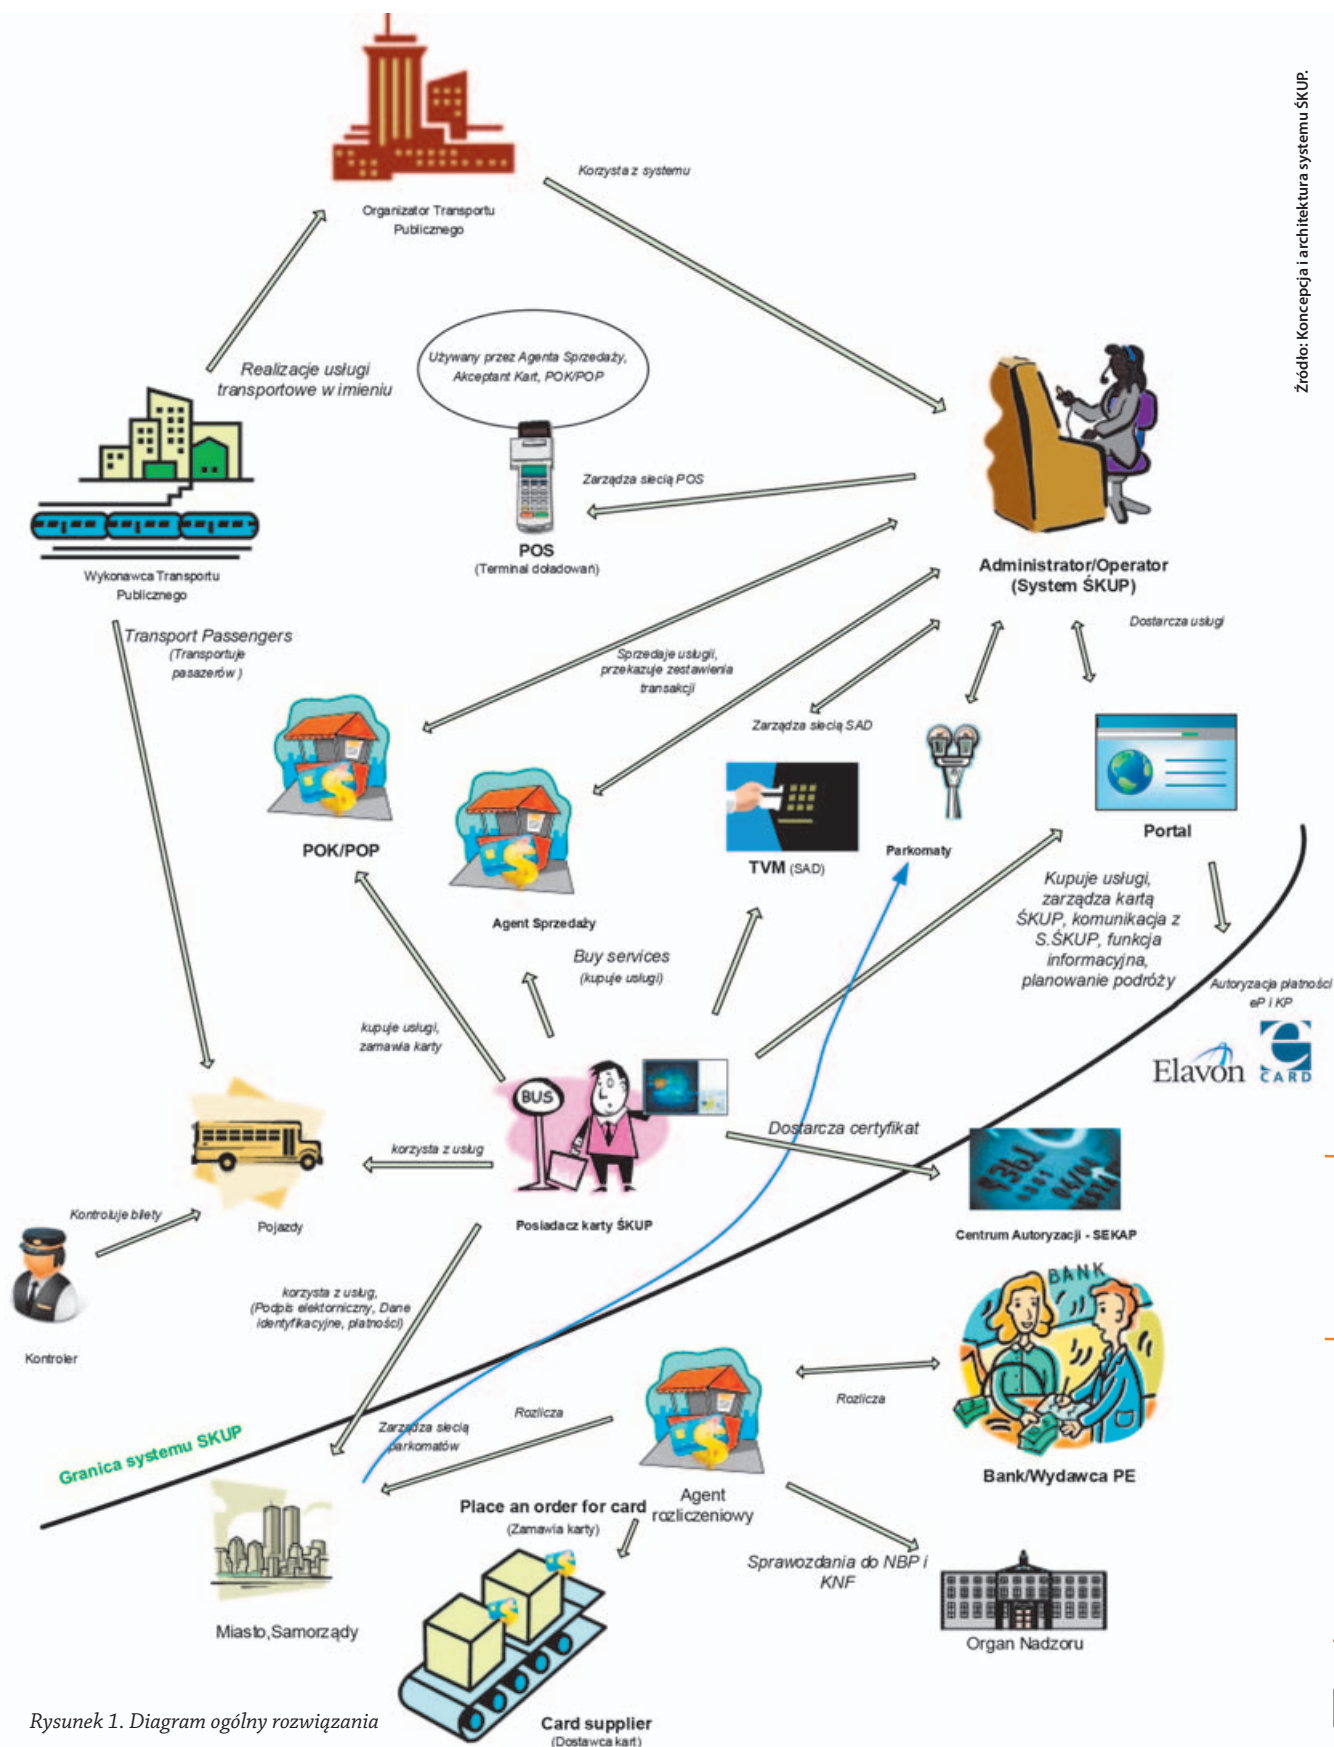 Źródło: Koncepcja i architektura systemu ŚKUP.
Korzysta z systemu
Organizator Transportu
Publicznego
Realizacje usługi
transportowe w imieniu
Używany przez Agenta Sprzedaży,
Akceptant Kart, POK/POP
Zarządza siecią POS
POS
(Terminal doładowań)
Administrator/Operator
(System ŚKUP)
Wykonawca Transportu
Publicznego
Dostarcza usługi
Transport Passengers
(Transportuje
pasazerów )
Sprzedaje usługii,
przekazuje zestawienia
transakcji
Zarządza siecią SAD
POK/POP
Agent Sprzedaży
TVM (SAD)
Parkomaty
Portal
Kupuje usługi,
zarządza kartą
ŚKUP, komunikacja z
S.ŚKUP, funkcja
informacyjna,
planowanie podróży
Buy services
(kupuje usługi)
Autoryzacja płatności
eP i KP
Elavon
e
CARD
kupuje usługi,
zamawia karty
BUS
korzysta z usług
Dostarcza certyfikat
Posiadacz karty ŚKUP
Centrum Autoryzacji - SEKAP
Kontroluje bilety
Pojazdy
Kontroler
korzysta z usług,
(Podpis elektorniczny, Dane
identyfikacyjne, płatności)
BANK
Rozlicza
Bank/Wydawca PE
Rozlicza
Zarządza siecią
parkomatów
Granica systemu SKUP
Agent
rozliczeniowy
Place an order for card
(Zamawia karty)
Sprawozdania do NBP i
KNF
Organ Nadzoru
Miasto,Samorządy
Card supplier
(Dostawca kart)
Rysunek 1. Diagram ogólny rozwiązania